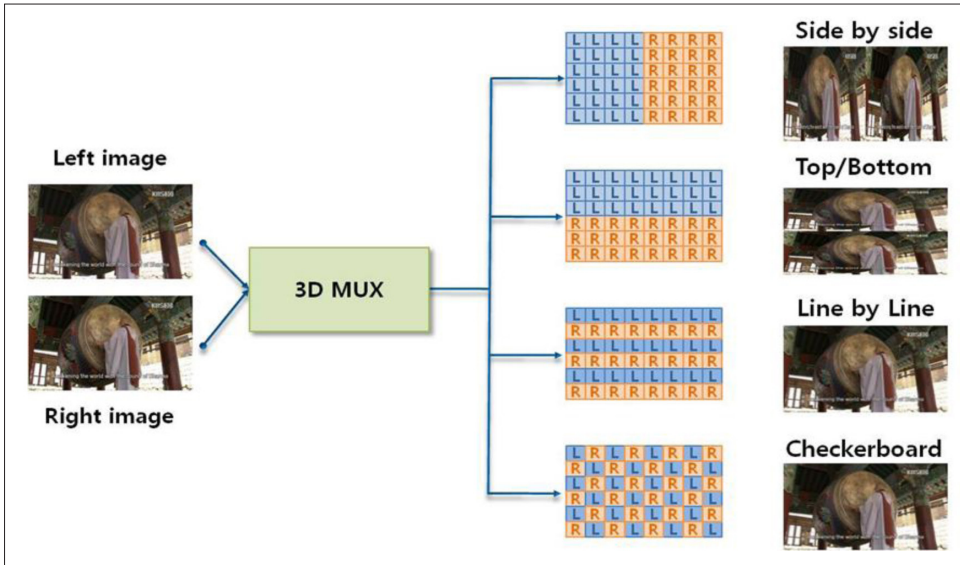 Left image
Right image
3D MUX
L L L L R R R R
L L L L R R R R
L L L L R R R R
L L L L R R R R
L L L L R R R R
L L L L R R R R
Side by side
L L L L L L L L
L L L L L L L L
L L L L L L L L
R R R R R R R R
R R R R R R R R
R R R R R R R R
Top/Bottom
L L L L L L L L
R R R R R R R R
L L L L L L L L
R R R R R R R R
L L L L L L L L
R R R R R R R R
Line by Line
L R L R L R L R
R L R L R L R L
L R L R L R L R
R L R L R L R L
L R L R L R L R
R L R L R L R L
Checkerboard